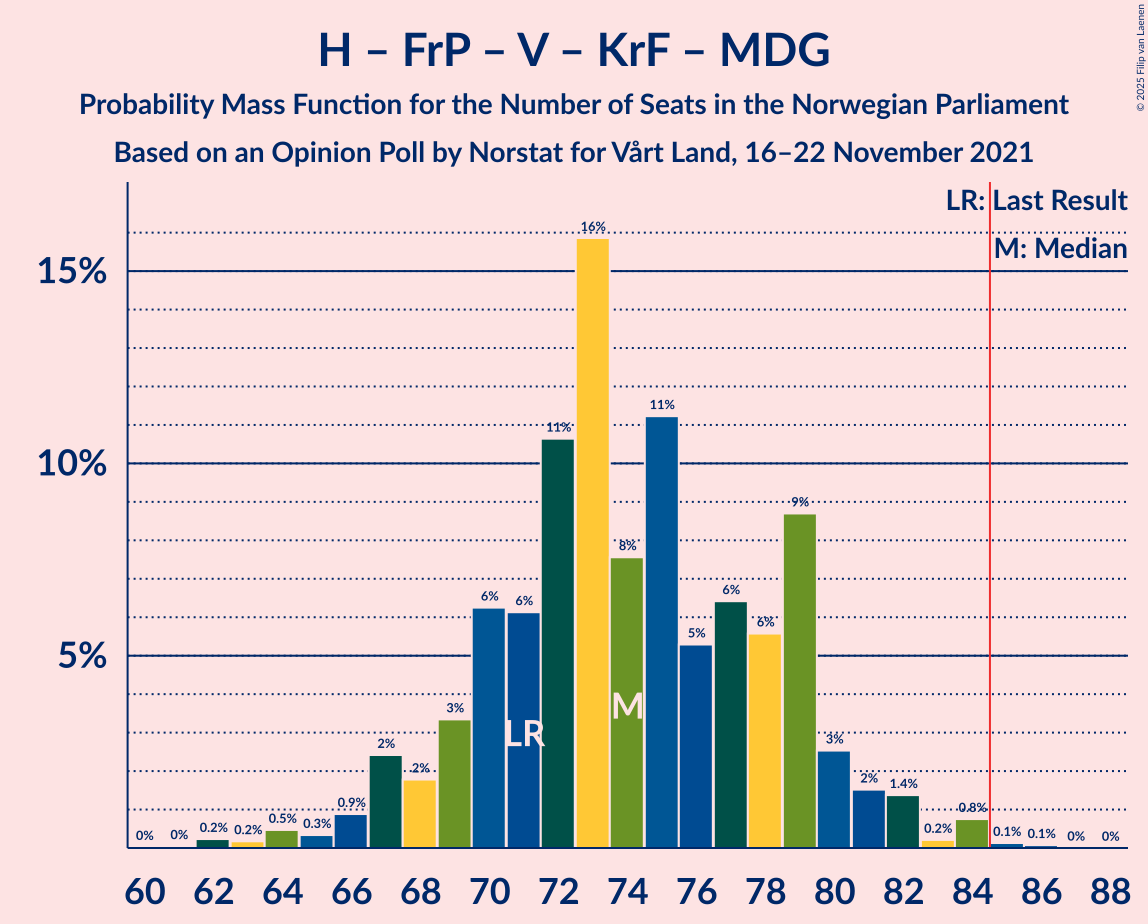 H – FrP – V – KrF – MDG
Probability Mass Function for the Number of Seats in the Norwegian Parliament
Based on an Opinion Poll by Norstat for Vårt Land, 16–22 November 2021
© 2025 Filip van Laenen
LR: Last Result
M: Median
15%
10%
5%
0% 0% 0.2% 0.2% 0.5% 0.3% 0.9% 2% 2% 3% 6% 6% 11% 16% 8% 11% 5% 6% 6% 9% 3% 2% 1.4% 0.2% 0.8% 0.1% 0.1% 0% 0%
LR M
60 62 64 66 68 70 72 74 76 78 80 82 84 86 88